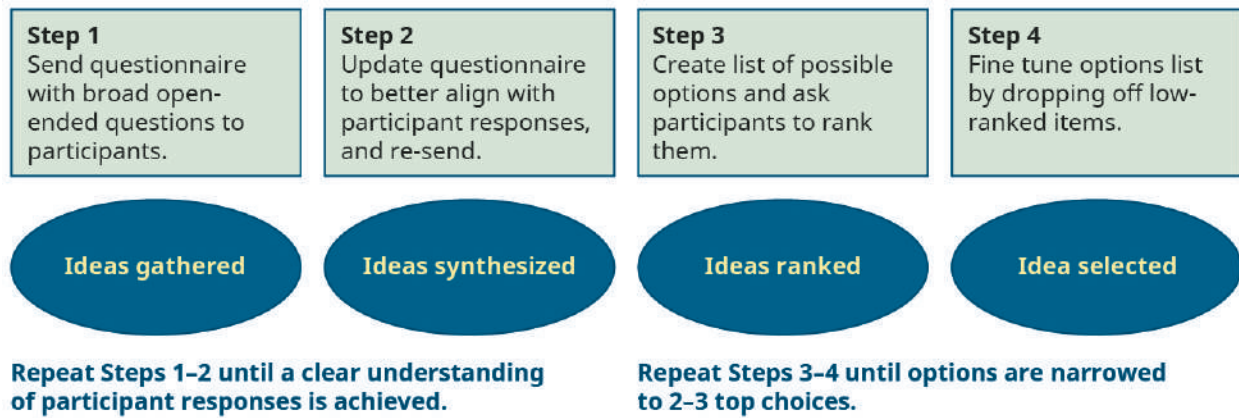 Step 1
Send questionnaire
with broad open-
ended questions to
participants.
Step 2
Update questionnaire
to better align with
participant responses,
and re-send.
Step 3
Create list of possible
options and ask
participants to rank
them.
Step 4
Fine tune options list
by dropping off low-
ranked items.
Ideas gathered
Ideas synthesized
Ideas ranked
Idea selected
Repeat Steps 1–2 until a clear understanding
of participant responses is achieved.
Repeat Steps 3–4 until options are narrowed
to 2–3 top choices.